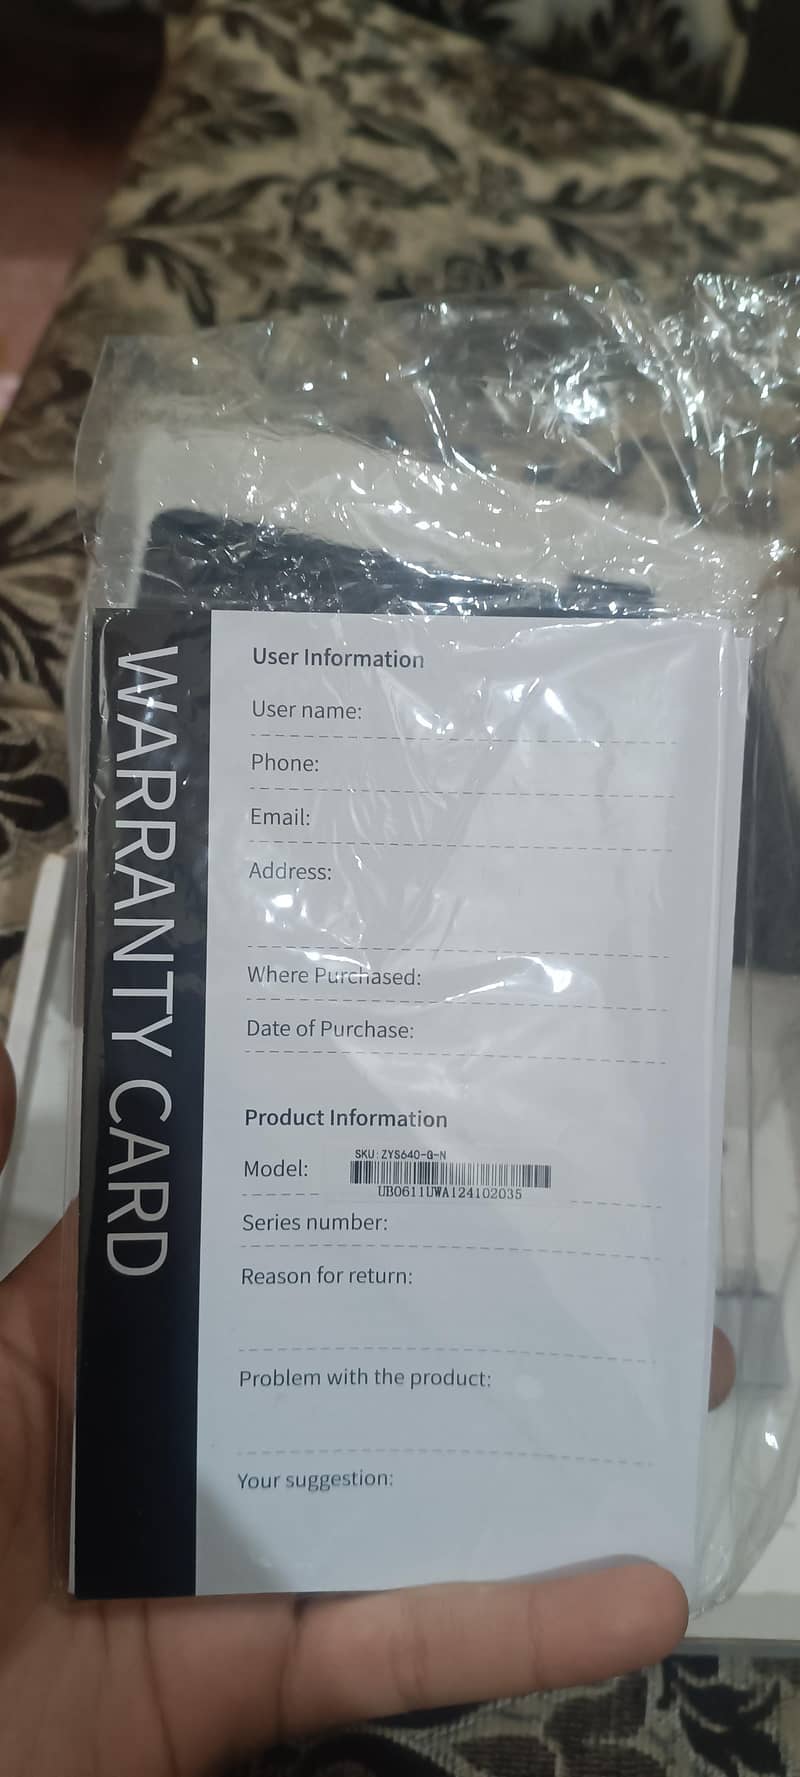 WARRANTY CARD
User Information
User name:
Phone:
Email:
Address:
Where Purchased:
Date of Purchase:
Product Information
SKU:ZYS640-G-N
Model:
UB0611UWA124102035
Series number:
Reason for return:
Problem with the product:
Your suggestion: